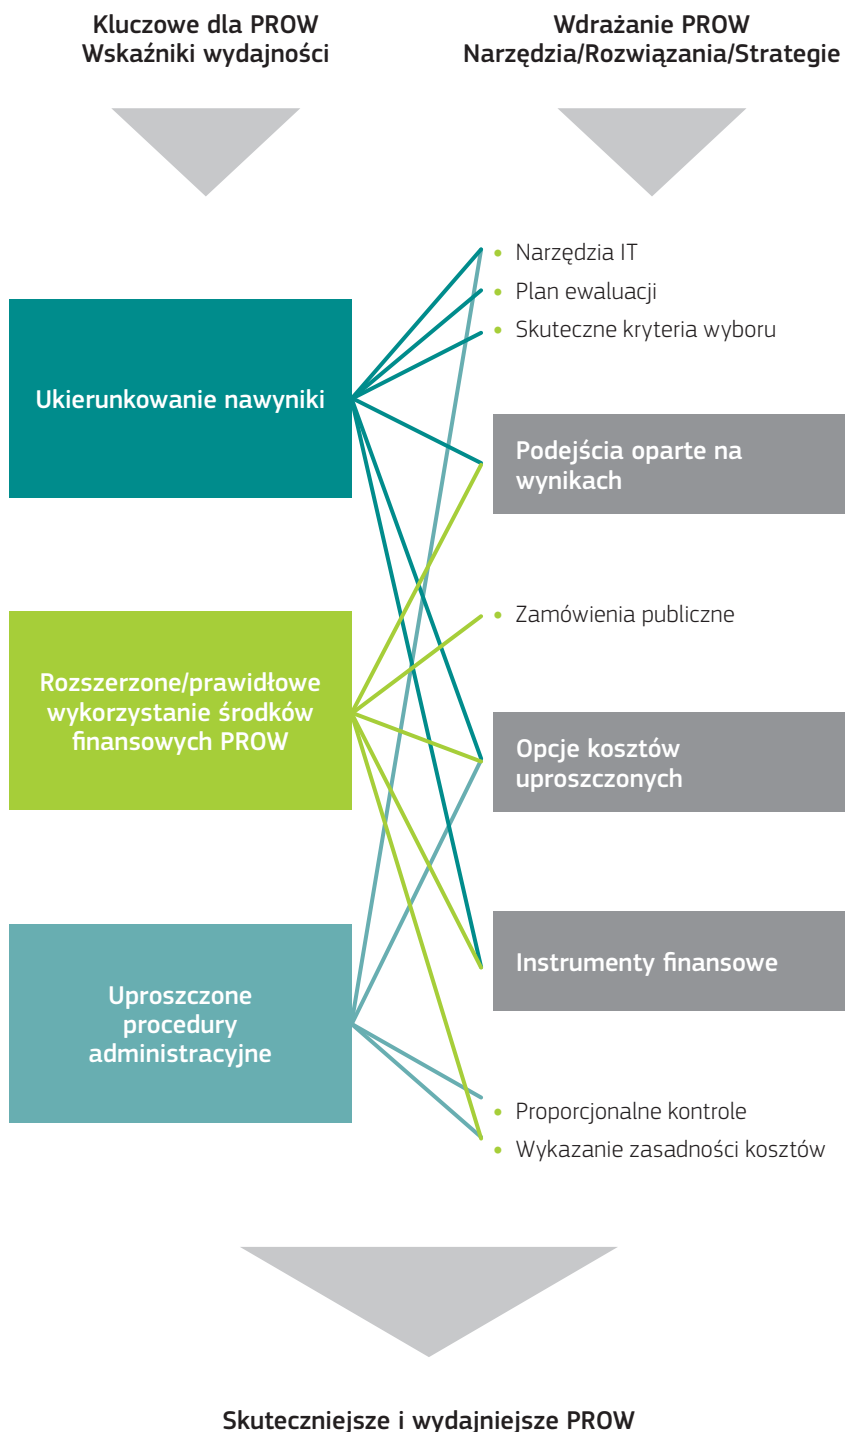 Kluczowe dla PROW
Wskaźniki wydajności
Wdrażanie PROW
Narzędzia/Rozwiązania/Strategie
Ukierunkowanie nawyniki
Rozszerzone/prawidłowe
wykorzystanie środków
finansowych PROW
Uproszczone
procedury
administracyjne
• Narzędzia IT
• Plan ewaluacji
• Skuteczne kryteria wyboru
Podejścia oparte na
wynikach
• Zamówienia publiczne
Opcje kosztów
uproszczonych
Instrumenty finansowe
• Proporcjonalne kontrole
• Wykazanie zasadności kosztów
Skuteczniejsze i wydajniejsze PROW